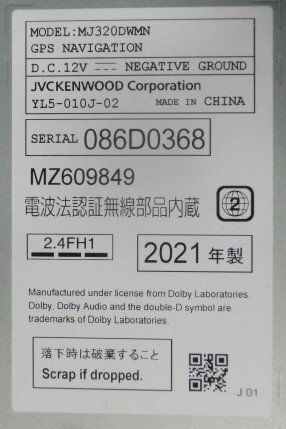 MODEL:MJ320DWMN
GPS NAVIGATION
D.C.12V NEGATIVE GROUND
JVCKENWOOD Corporation
YL5-010J-02 MADE IN CHINA
SERIAL 086D0368
MZ609849
電波法認証無線部品内蔵 2
2.4FH1 2021年製
Manufactured under license from Dolby Laboratories.
Dolby, Dolby Audio and the double-D symbol are
trademarks of Dolby Laboratories.
落下時は破棄すること
Scrap if dropped.
J 01